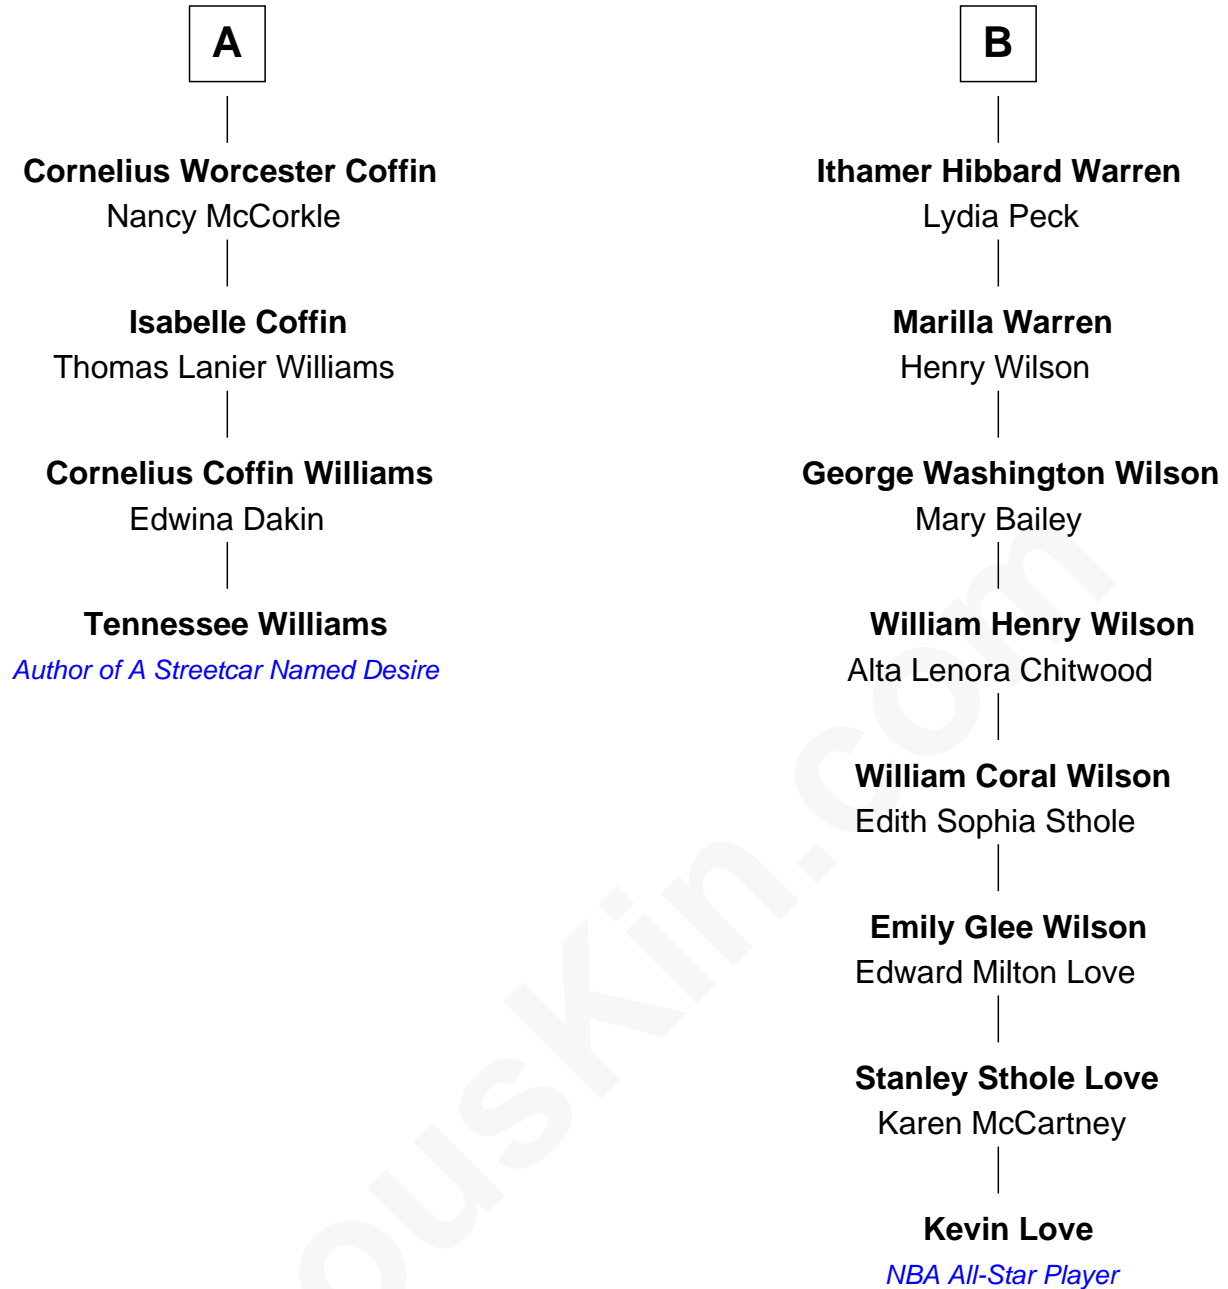 A
Cornelius Worcester Coffin
Nancy McCorkle
Isabelle Coffin
Thomas Lanier Williams
Cornelius Coffin Williams
Edwina Dakin
Tennessee Williams
Author of A Streetcar Named Desire
B
Ithamer Hibbard Warren
Lydia Peck
Marilla Warren
Henry Wilson
George Washington Wilson
Mary Bailey
William Henry Wilson
Alta Lenora Chitwood
William Coral Wilson
Edith Sophia Sthole
Emily Glee Wilson
Edward Milton Love
Stanley Sthole Love
Karen McCartney
Kevin Love
NBA All-Star Player
ousKin.com